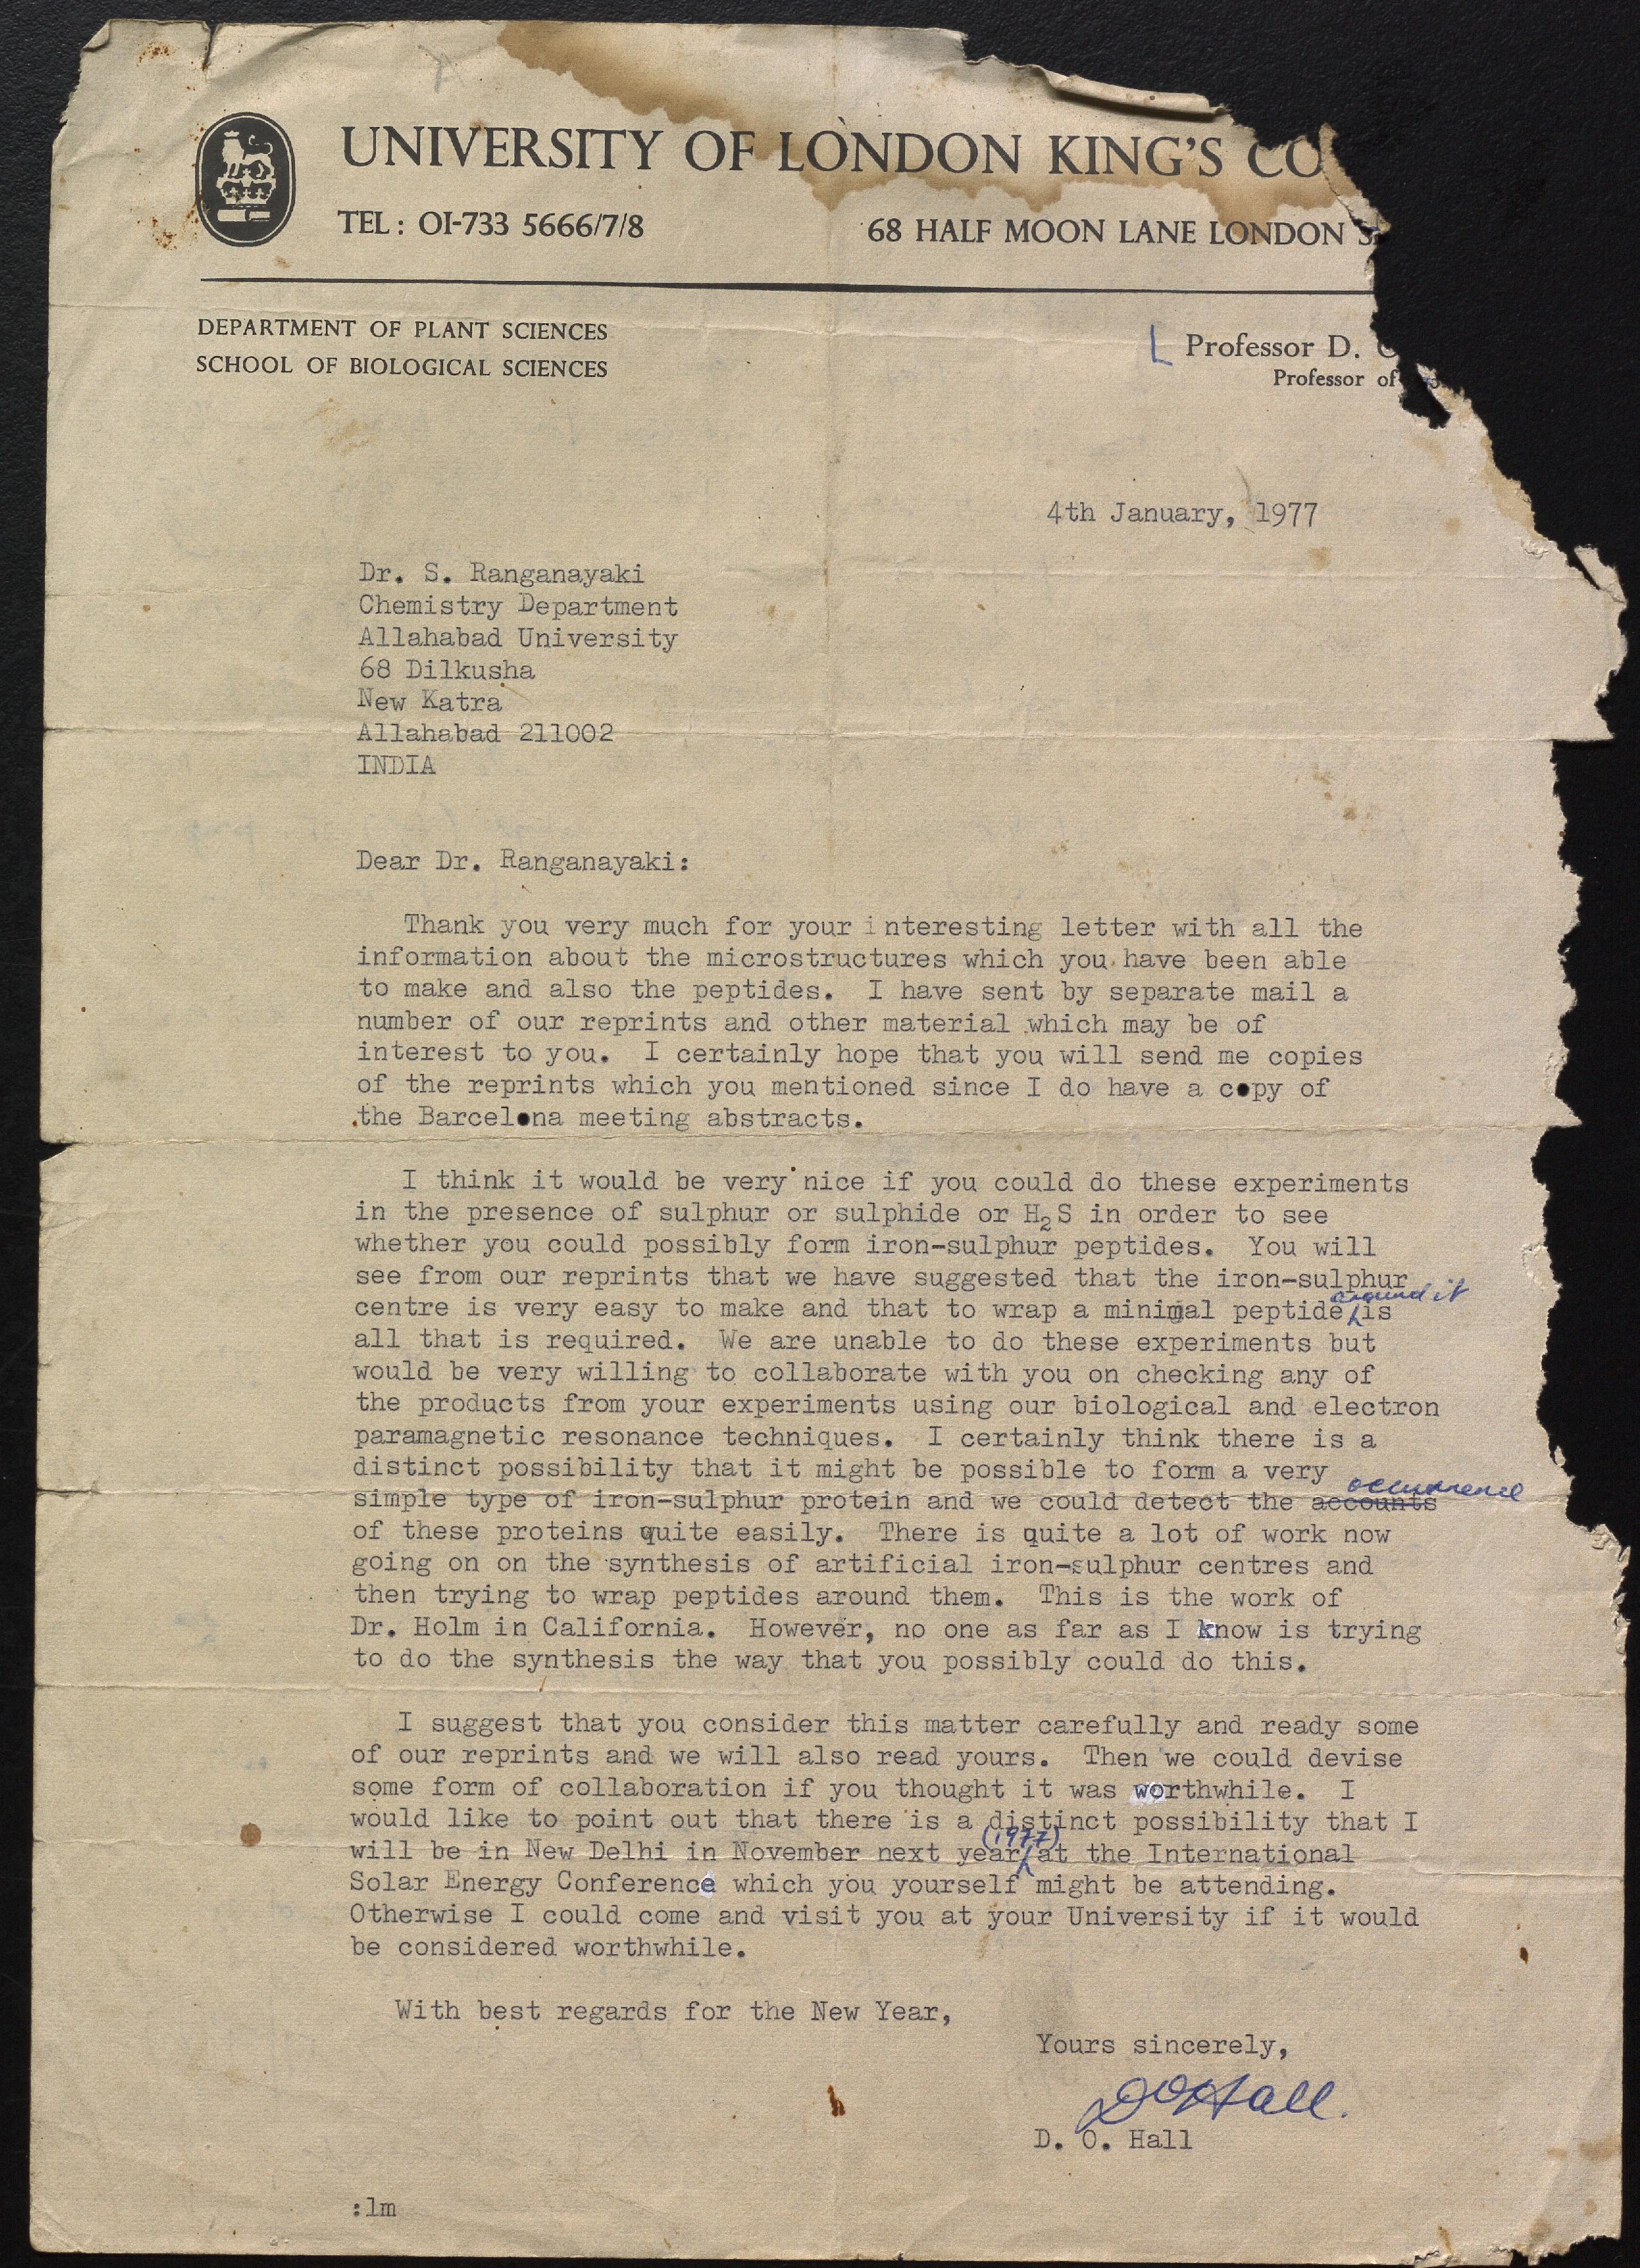 UNIVERSITY OF LONDON KING'S CO
TEL: 01-733 5666/7/8
68 HALF MOON LANE LONDON S
DEPARTMENT OF PLANT SCIENCES
SCHOOL OF BIOLOGICAL SCIENCES
Professor D.
Professor of
4th January, 1977
Dr. S. Ranganayaki
Chemistry Department
Allahabad University
68 Dilkusha
New Katra
Allahabad 211002
INDIA
Dear Dr. Ranganayaki:
Thank you very much for your interesting letter with all the
information about the microstructures which you have been able
to make and also the peptides. I have sent by separate mail a
number of our reprints and other material which may be of
interest to you. I certainly hope that you will send me copies
of the reprints which you mentioned since I do have a copy of
the Barcelona meeting abstracts.
I think it would be very nice if you could do these experiments
in the presence of sulphur or sulphide or H₂S in order to see
whether you could possibly form iron-sulphur peptides. You will
see from our reprints that we have suggested that the iron-sulphur
centre is very easy to make and that to wrap a minimal peptide around it is
all that is required. We are unable to do these experiments but
would be very willing to collaborate with you on checking any of
the products from your experiments using our biological and electron
paramagnetic resonance techniques. I certainly think there is a
distinct possibility that it might be possible to form a very
simple type of iron-sulphur protein and we could detect the accounts occurrence
of these proteins quite easily. There is quite a lot of work now
going on on the synthesis of artificial iron-sulphur centres and
then trying to wrap peptides around them. This is the work of
Dr. Holm in California. However, no one as far as I know is trying
to do the synthesis the way that you possibly could do this.
I suggest that you consider this matter carefully and ready some
of our reprints and we will also read yours. Then we could devise
some form of collaboration if you thought it was worthwhile. I
would like to point out that there is a distinct possibility that I
will be in New Delhi in November next year (1977) at the International
Solar Energy Conference which you yourself might be attending.
Otherwise I could come and visit you at your University if it would
be considered worthwhile.
With best regards for the New Year,
Yours sincerely,
DOHall.
D. O. Hall
:lm